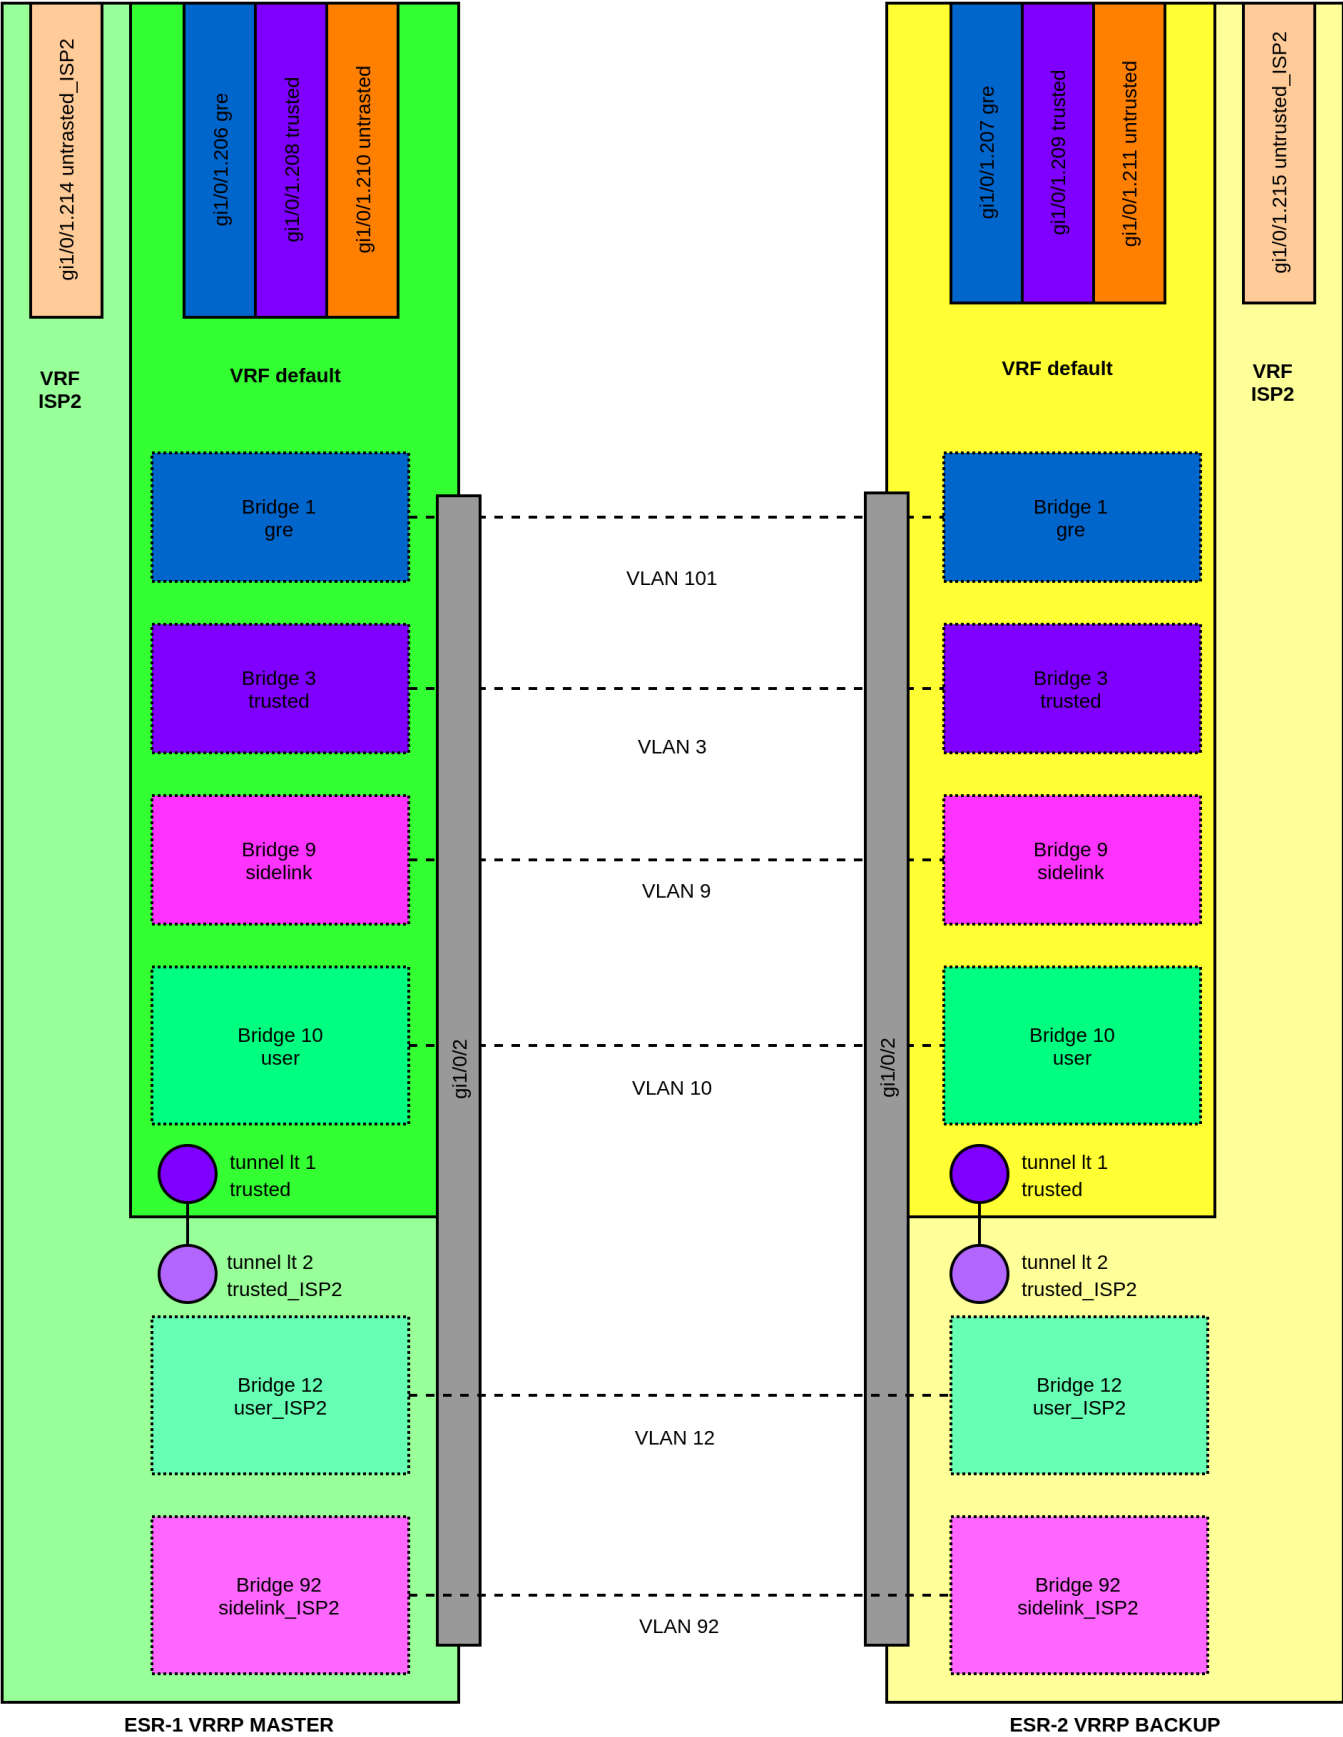 gi1/0/1.214 untrasted_ISP2
gi1/0/1.206 gre
gi1/0/1.208 trusted
gi1/0/1.210 untrasted
gi1/0/1.207 gre
gi1/0/1.209 trusted
gi1/0/1.211 untrusted
gi1/0/1.215 untrusted_ISP2
VRF
ISP2
VRF default
VRF default
VRF
ISP2
Bridge 1
gre
Bridge 1
gre
VLAN 101
Bridge 3
trusted
Bridge 3
trusted
VLAN 3
Bridge 9
sidelink
Bridge 9
sidelink
VLAN 9
Bridge 10
user
gi1/0/2
gi1/0/2
Bridge 10
user
VLAN 10
tunnel lt 1
trusted
tunnel lt 1
trusted
tunnel lt 2
trusted_ISP2
tunnel lt 2
trusted_ISP2
Bridge 12
user_ISP2
Bridge 12
user_ISP2
VLAN 12
Bridge 92
sidelink_ISP2
Bridge 92
sidelink_ISP2
VLAN 92
ESR-1 VRRP MASTER
ESR-2 VRRP BACKUP